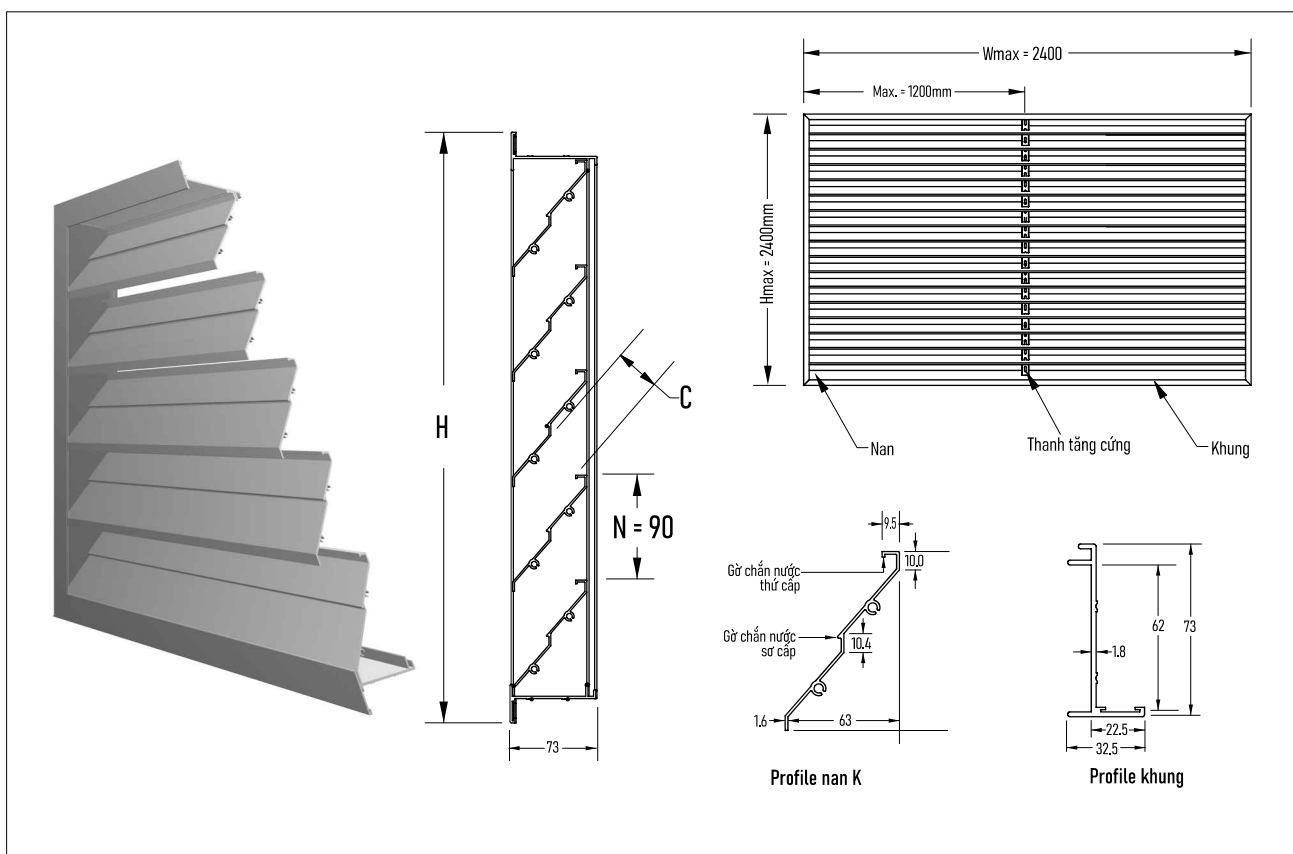 Wmax = 2400
Max. = 1200mm
Hmax = 2400mm
Nan
Thanh tăng cứng
Khung
H
C
N = 90
73
9.5
10.0
Gờ chắn nước
thứ cấp
Gờ chắn nước
sơ cấp
10.4
1.6
63
Profile nan K
62
73
1.8
22.5
32.5
Profile khung